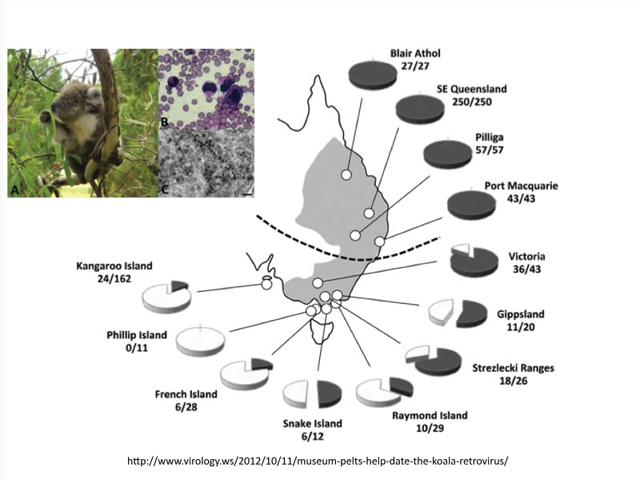 A
B
C
Blair Athol
27/27
SE Queensland
250/250
Pilliga
57/57
Port Macquarie
43/43
Victoria
36/43
Gippsland
11/20
Strezlecki Ranges
18/26
Raymond Island
10/29
Snake Island
6/12
French Island
6/28
Phillip Island
0/11
Kangaroo Island
24/162
http://www.virology.ws/2012/10/11/museum-pelts-help-date-the-koala-retrovirus/